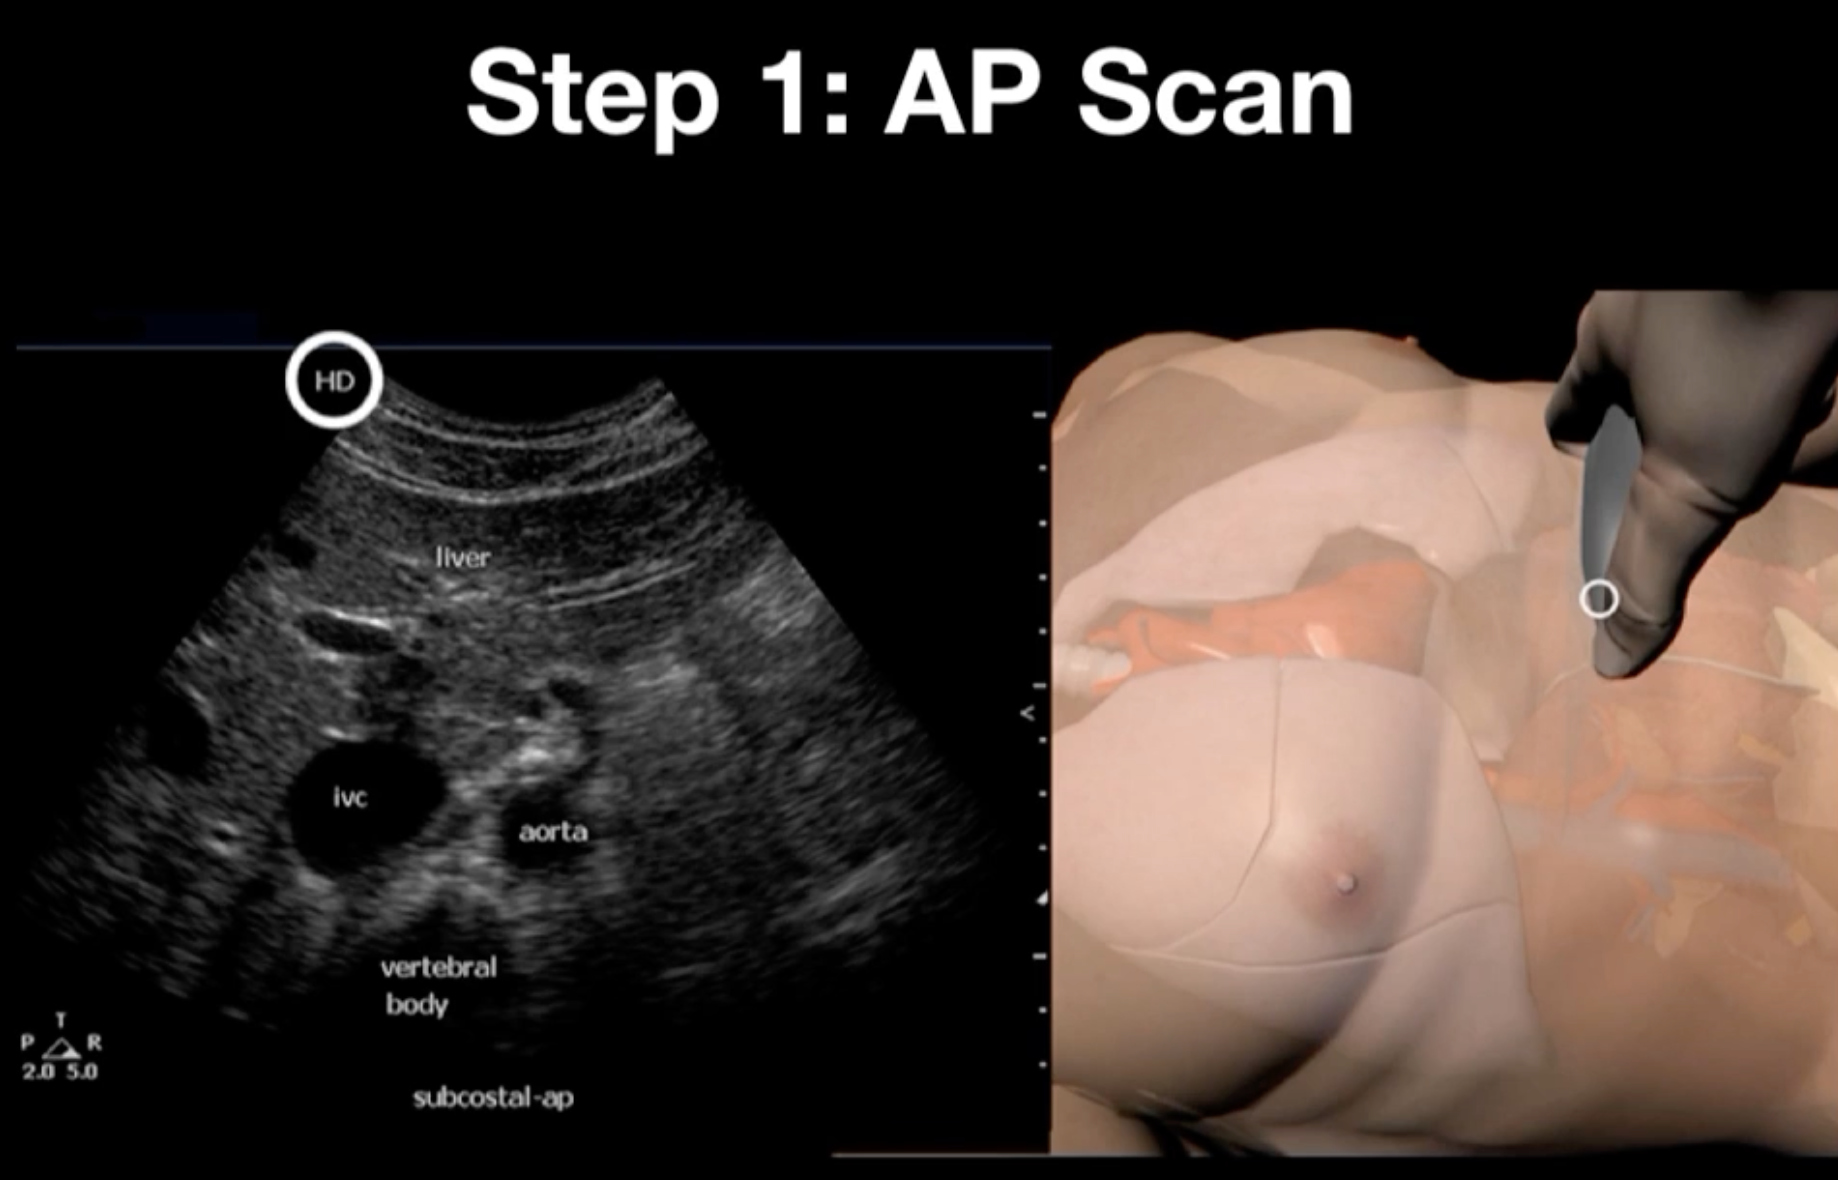 Step 1: AP Scan
HD
liver
ivc
aorta
vertebral
body
T
P R
2.0 5.0
subcostal-ap
<